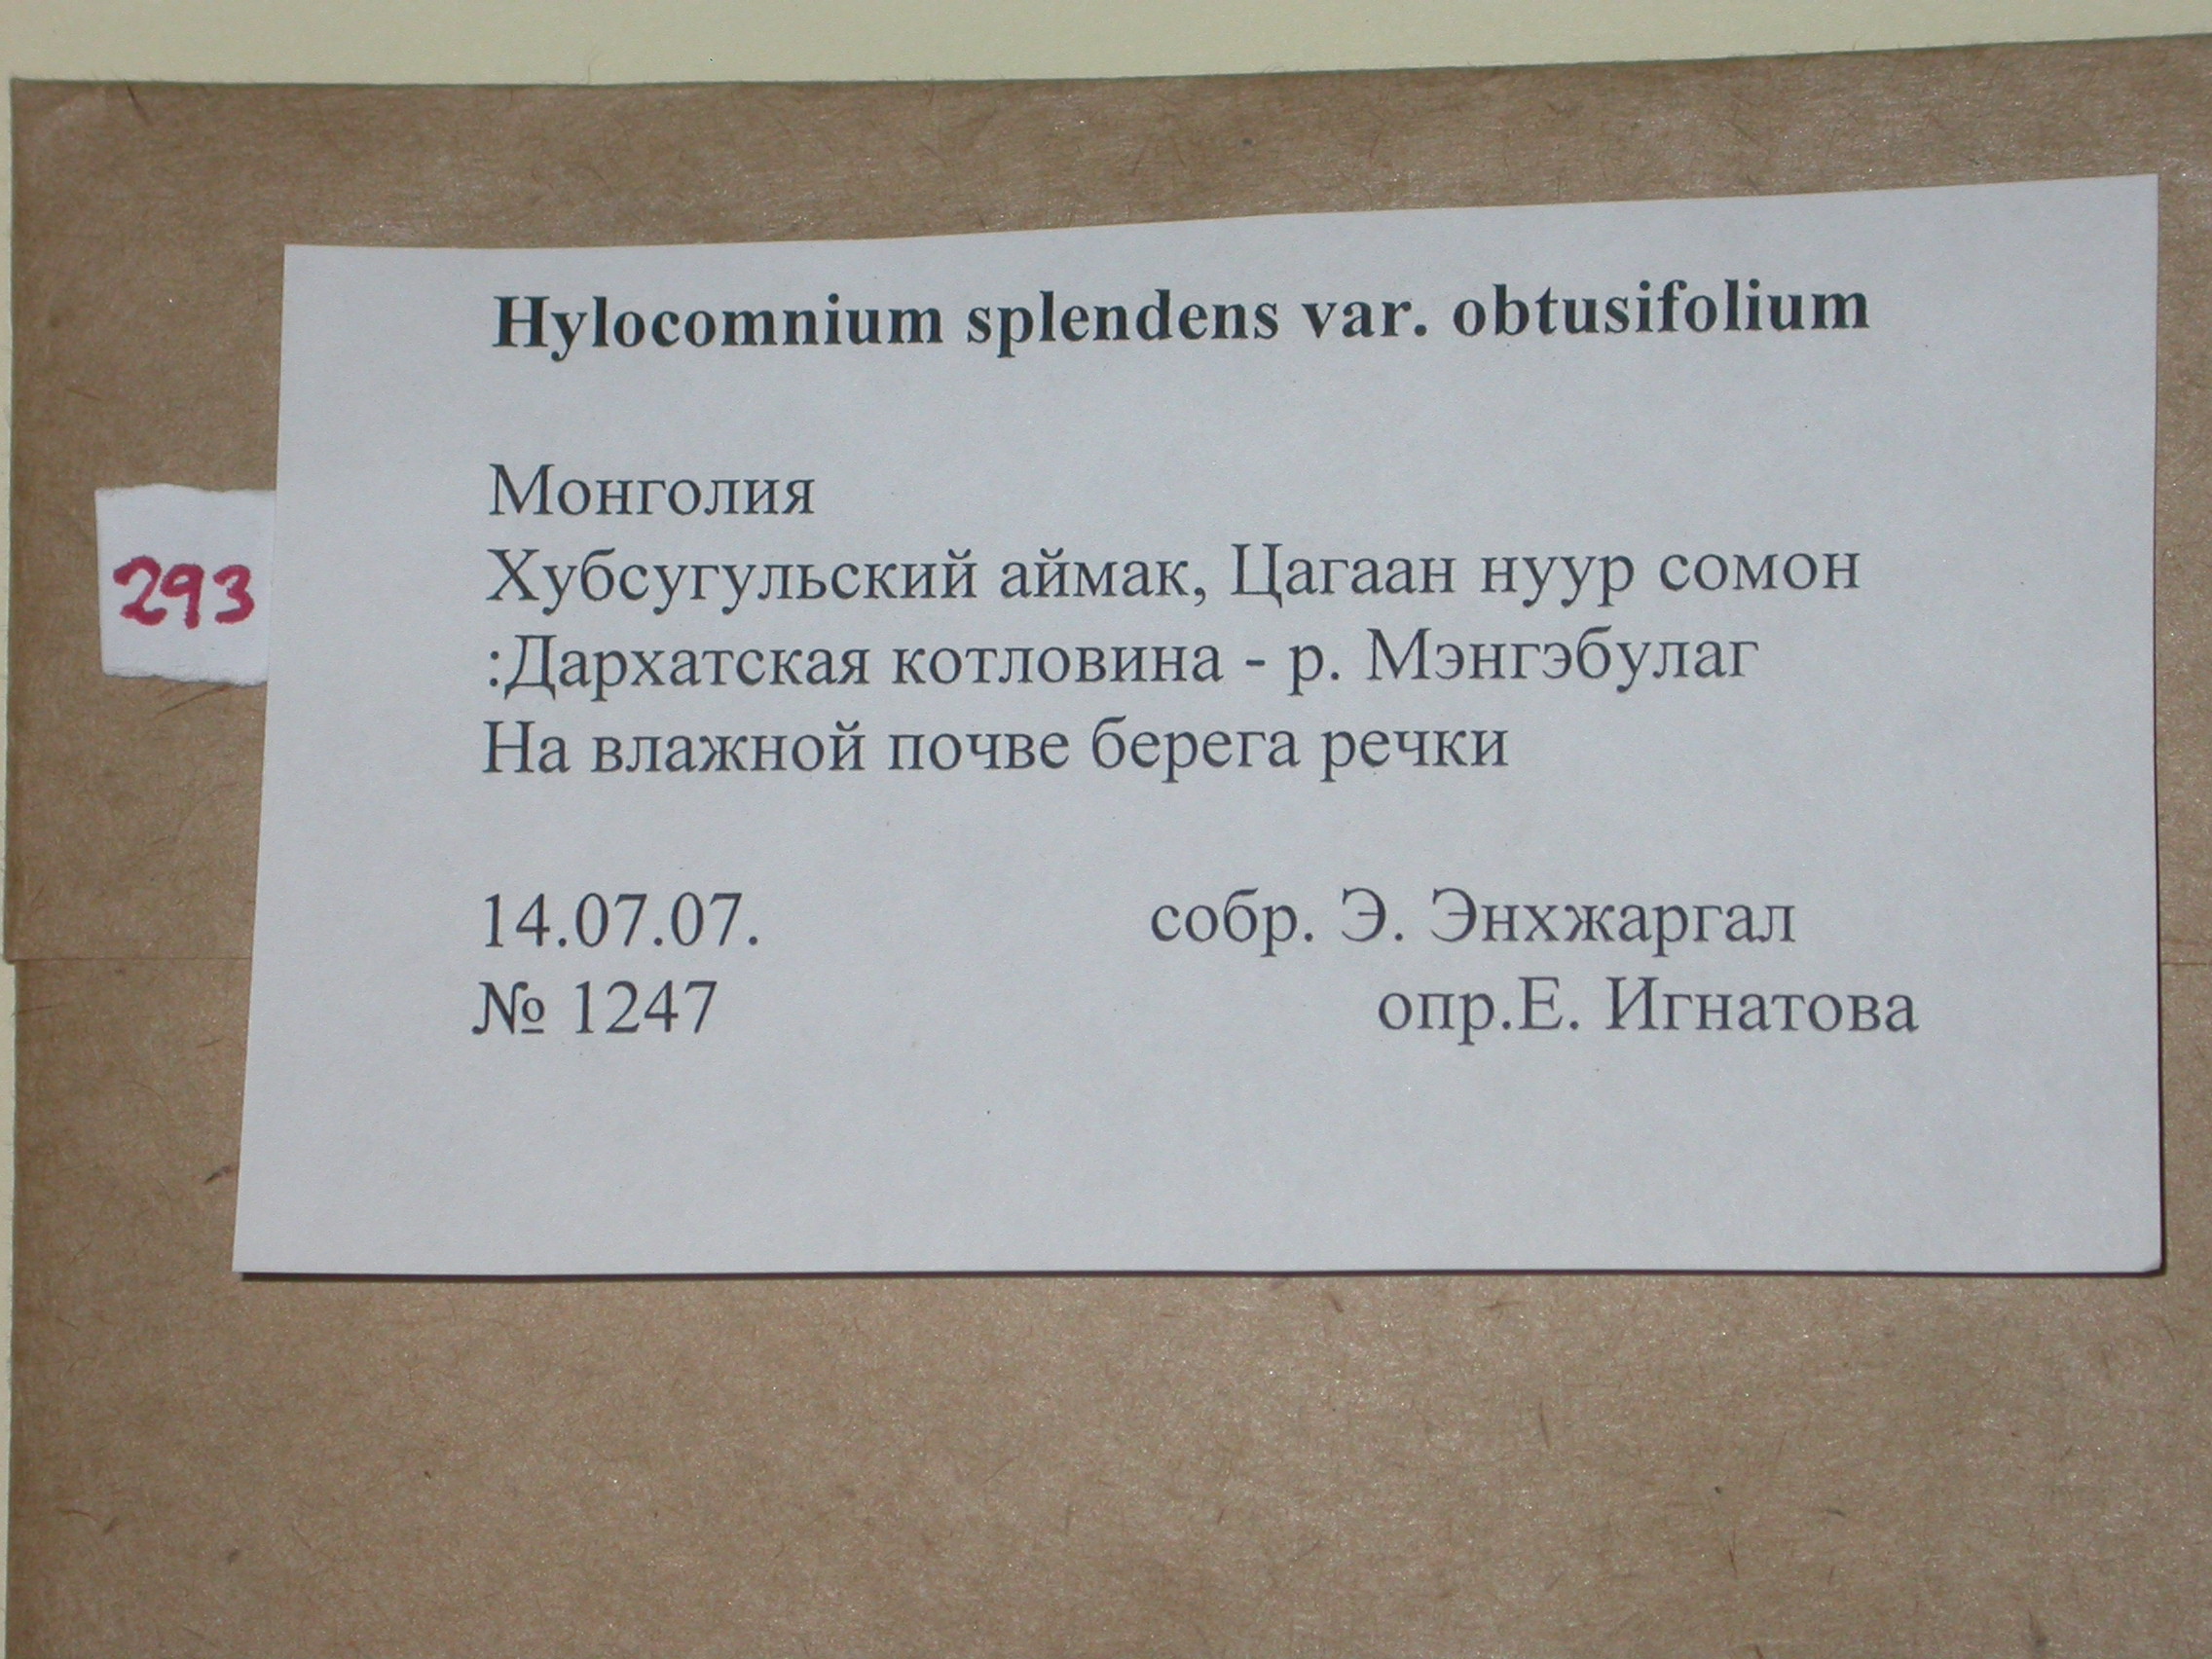 Hylocomnium splendens var. obtusifolium
Монголия
Хубсугульский аймак, Цагаан нуур сомон
:Дархатская котловина - р. Мэнгэбулаг
На влажной почве берега речки
293
14.07.07. собр. Э. Энхжаргал
№ 1247 опр.Е. Игнатова